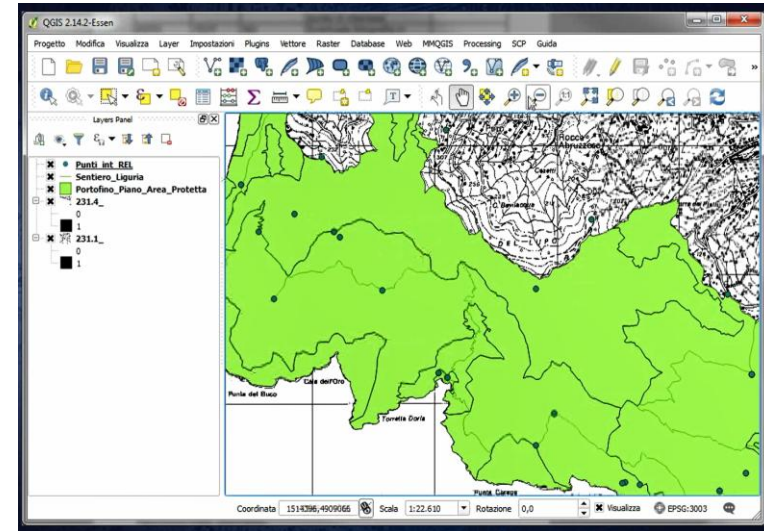 QGIS 2.14.2-Essen
Progetto Modifica Visualizza Layer Impostazioni Plugins Vettore Raster Database Web MMQGIS Processing SCP Guida
Layers Panel
Punti_int_REL
Sentiero_Liguria
Portofino_Piano_Area_Protetta
231.4_
0
1
231.1_
0
1
Rocca
DEL LUPO
Cala dell'Oro
Punta del Buco
Torretta Doria
Punta Carega
Coordinata 1514396,4909066 Scala 1:22.610 Rotazione 0,0 Visualizza EPSG:3003